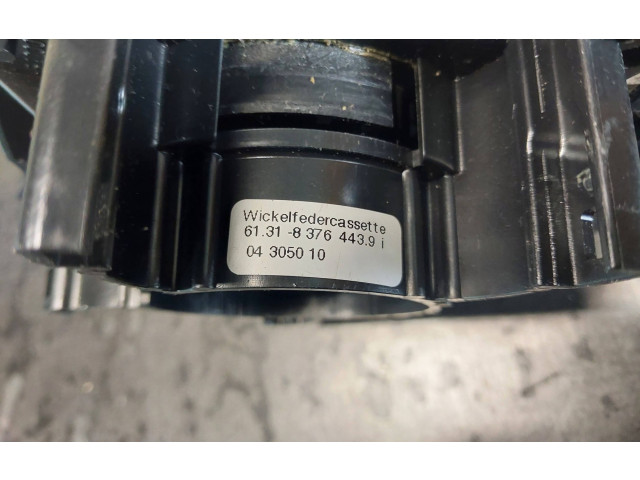 Wickelfedercassette
61.31 -8 376 443.9 i
04 3050 10